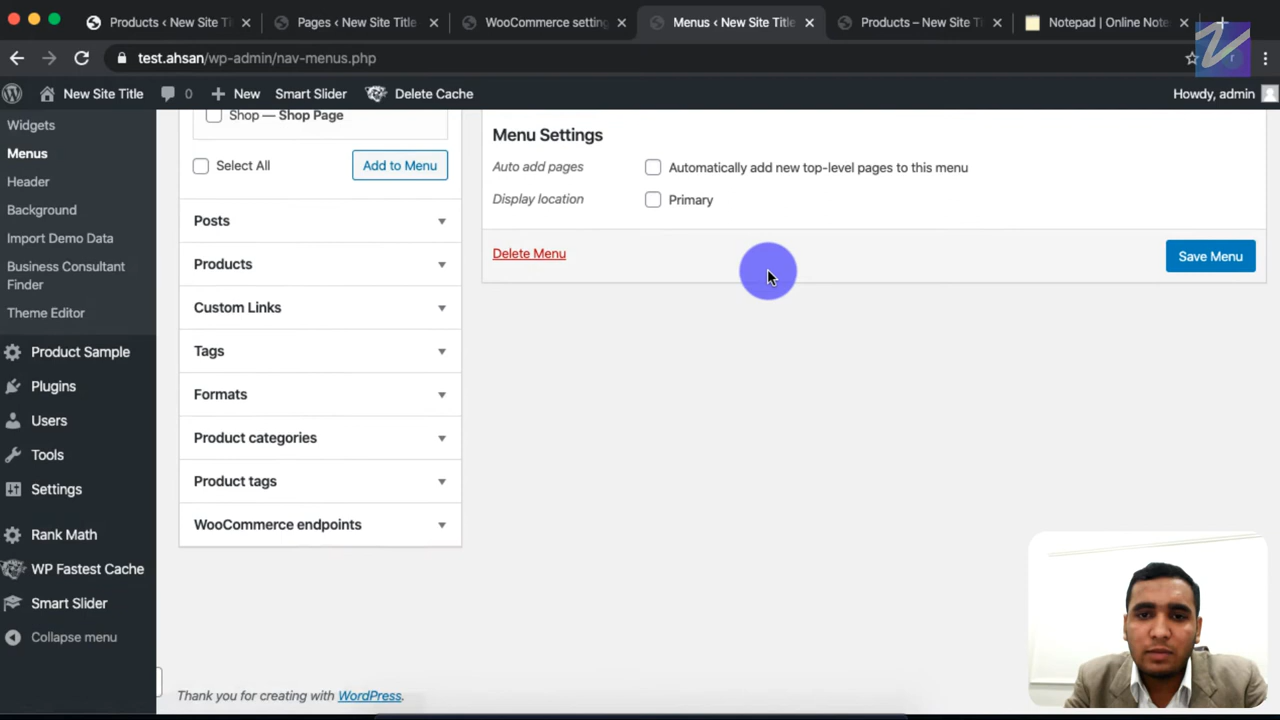 Products ‹ New Site Ti
Pages ‹ New Site Title
WooCommerce setting
Menus ‹ New Site Title
Products – New Site T
Notepad | Online Note
test.ahsan/wp-admin/nav-menus.php
New Site Title
0
New
Smart Slider
Delete Cache
Howdy, admin
Widgets
Menus
Header
Background
Import Demo Data
Business Consultant
Finder
Theme Editor
Product Sample
Plugins
Users
Tools
Settings
Rank Math
WP Fastest Cache
Smart Slider
Collapse menu
Shop — Shop Page
Select All
Add to Menu
Posts
Products
Custom Links
Tags
Formats
Product categories
Product tags
WooCommerce endpoints
Menu Settings
Auto add pages
Automatically add new top-level pages to this menu
Display location
Primary
Delete Menu
Save Menu
Thank you for creating with WordPress.